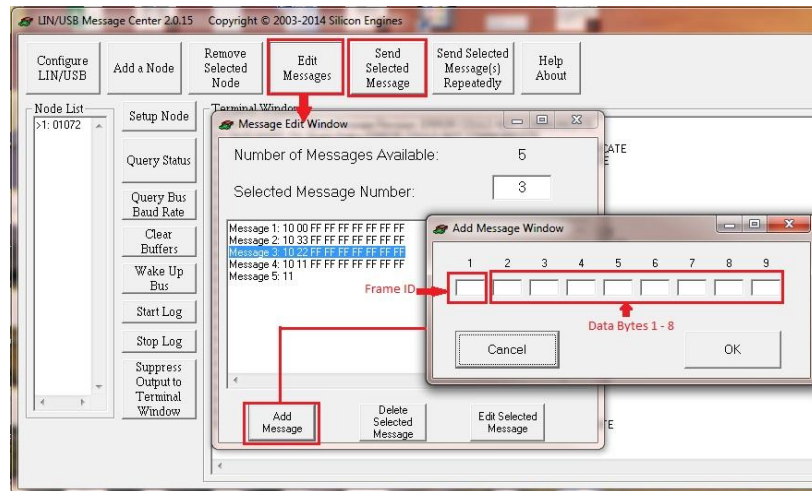 LIN/USB Message Center 2.0.15 Copyright © 2003-2014 Silicon Engines
Configure LIN/USB
Add a Node
Remove Selected Node
Edit Messages
Send Selected Message
Send Selected Message(s) Repeatedly
Help About
Node List
>1: 01072
Setup Node
Query Status
Query Bus Baud Rate
Clear Buffers
Wake Up Bus
Start Log
Stop Log
Suppress Output to Terminal Window
Terminal Window
Message Edit Window
Number of Messages Available: 5
Selected Message Number: 3
Message 1: 10 00 FF FF FF FF FF FF FF
Message 2: 10 33 FF FF FF FF FF FF FF
Message 3: 10 22 FF FF FF FF FF FF FF
Message 4: 10 11 FF FF FF FF FF FF FF
Message 5: 11
Add Message
Delete Selected Message
Edit Selected Message
Add Message Window
1 2 3 4 5 6 7 8 9
Frame ID
Data Bytes 1 - 8
Cancel
OK